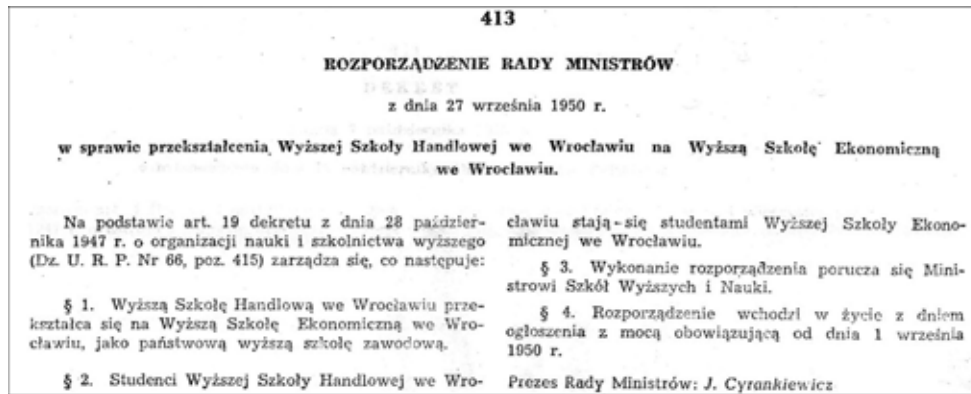 413
ROZPORZĄDZENIE RADY MINISTRÓW
z dnia 27 września 1950 r.
w sprawie przekształcenia Wyższej Szkoły Handlowej we Wrocławiu na Wyższą Szkołę Ekonomiczną
we Wrocławiu.
Na podstawie art. 19 dekretu z dnia 28 paździer-
nika 1947 r. o organizacji nauki i szkolnictwa wyższego
(Dz. U. R. P. Nr 66, poz. 415) zarządza się, co następuje:
§ 1. Wyższą Szkołę Handlową we Wrocławiu prze-
kształca się na Wyższą Szkołę Ekonomiczną we Wro-
cławiu, jako państwową wyższą szkołę zawodową.
§ 2. Studenci Wyższej Szkoły Handlowej we Wro-
cławiu stają się studentami Wyższej Szkoły Ekono-
micznej we Wrocławiu.
§ 3. Wykonanie rozporządzenia porucza się Mini-
strowi Szkół Wyższych i Nauki.
§ 4. Rozporządzenie wchodzi w życie z dniem
ogłoszenia z mocą obowiązującą od dnia 1 września
1950 r.
Prezes Rady Ministrów: J. Cyrankiewicz